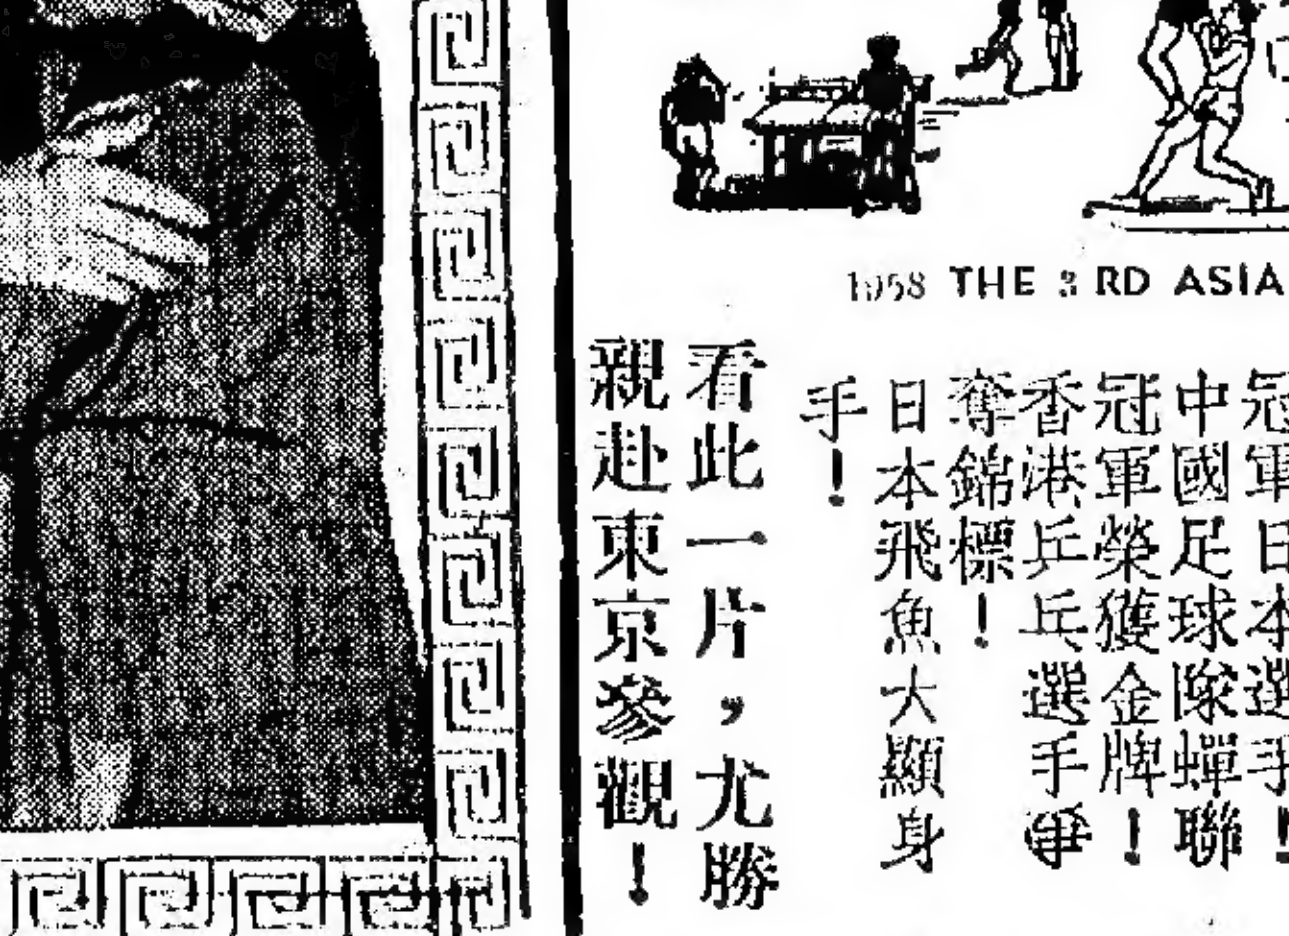 1958 THE 3 RD ASIA
冠軍日本選手!
中國足球隊蟬聯
冠軍榮獲金牌!
香港乒乓選手爭
奪錦標!
日本飛魚大顯身
手!
看此一片,尤勝
親赴東京參觀!